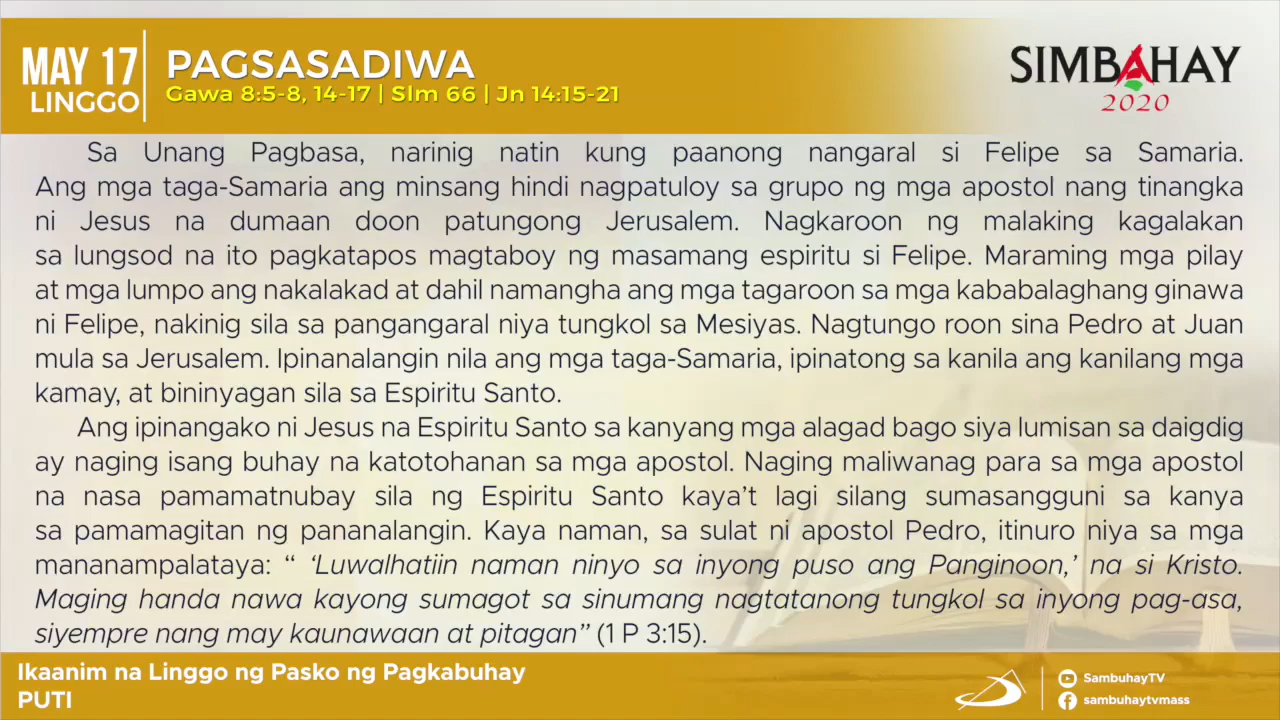 MAY 17
LINGGO
PAGSASADIWA
Gawa 8:5-8, 14-17 | Slm 66 | Jn 14:15-21
SIMBAHAY
2020
Sa Unang Pagbasa, narinig natin kung paanong nangaral si Felipe sa Samaria.
Ang mga taga-Samaria ang minsang hindi nagpatuloy sa grupo ng mga apostol nang tinangka
ni Jesus na dumaan doon patungong Jerusalem. Nagkaroon ng malaking kagalakan
sa lungsod na ito pagkatapos magtaboy ng masamang espiritu si Felipe. Maraming mga pilay
at mga lumpo ang nakalakad at dahil namangha ang mga tagaroon sa mga kababalaghang ginawa
ni Felipe, nakinig sila sa pangangaral niya tungkol sa Mesiyas. Nagtungo roon sina Pedro at Juan
mula sa Jerusalem. Ipinanalangin nila ang mga taga-Samaria, ipinatong sa kanila ang kanilang mga
kamay, at bininyagan sila sa Espiritu Santo.
Ang ipinangako ni Jesus na Espiritu Santo sa kanyang mga alagad bago siya lumisan sa daigdig
ay naging isang buhay na katotohanan sa mga apostol. Naging maliwanag para sa mga apostol
na nasa pamamatnubay sila ng Espiritu Santo kaya’t lagi silang sumasangguni sa kanya
sa pamamagitan ng pananalangin. Kaya naman, sa sulat ni apostol Pedro, itinuro niya sa mga
mananampalataya: “ ‘Luwalhatiin naman ninyo sa inyong puso ang Panginoon,’ na si Kristo.
Maging handa nawa kayong sumagot sa sinumang nagtatanong tungkol sa inyong pag-asa,
siyempre nang may kaunawaan at pitagan” (1 P 3:15).
Ikaanim na Linggo ng Pasko ng Pagkabuhay
PUTI
SambuhayTV
sambuhaytvmass